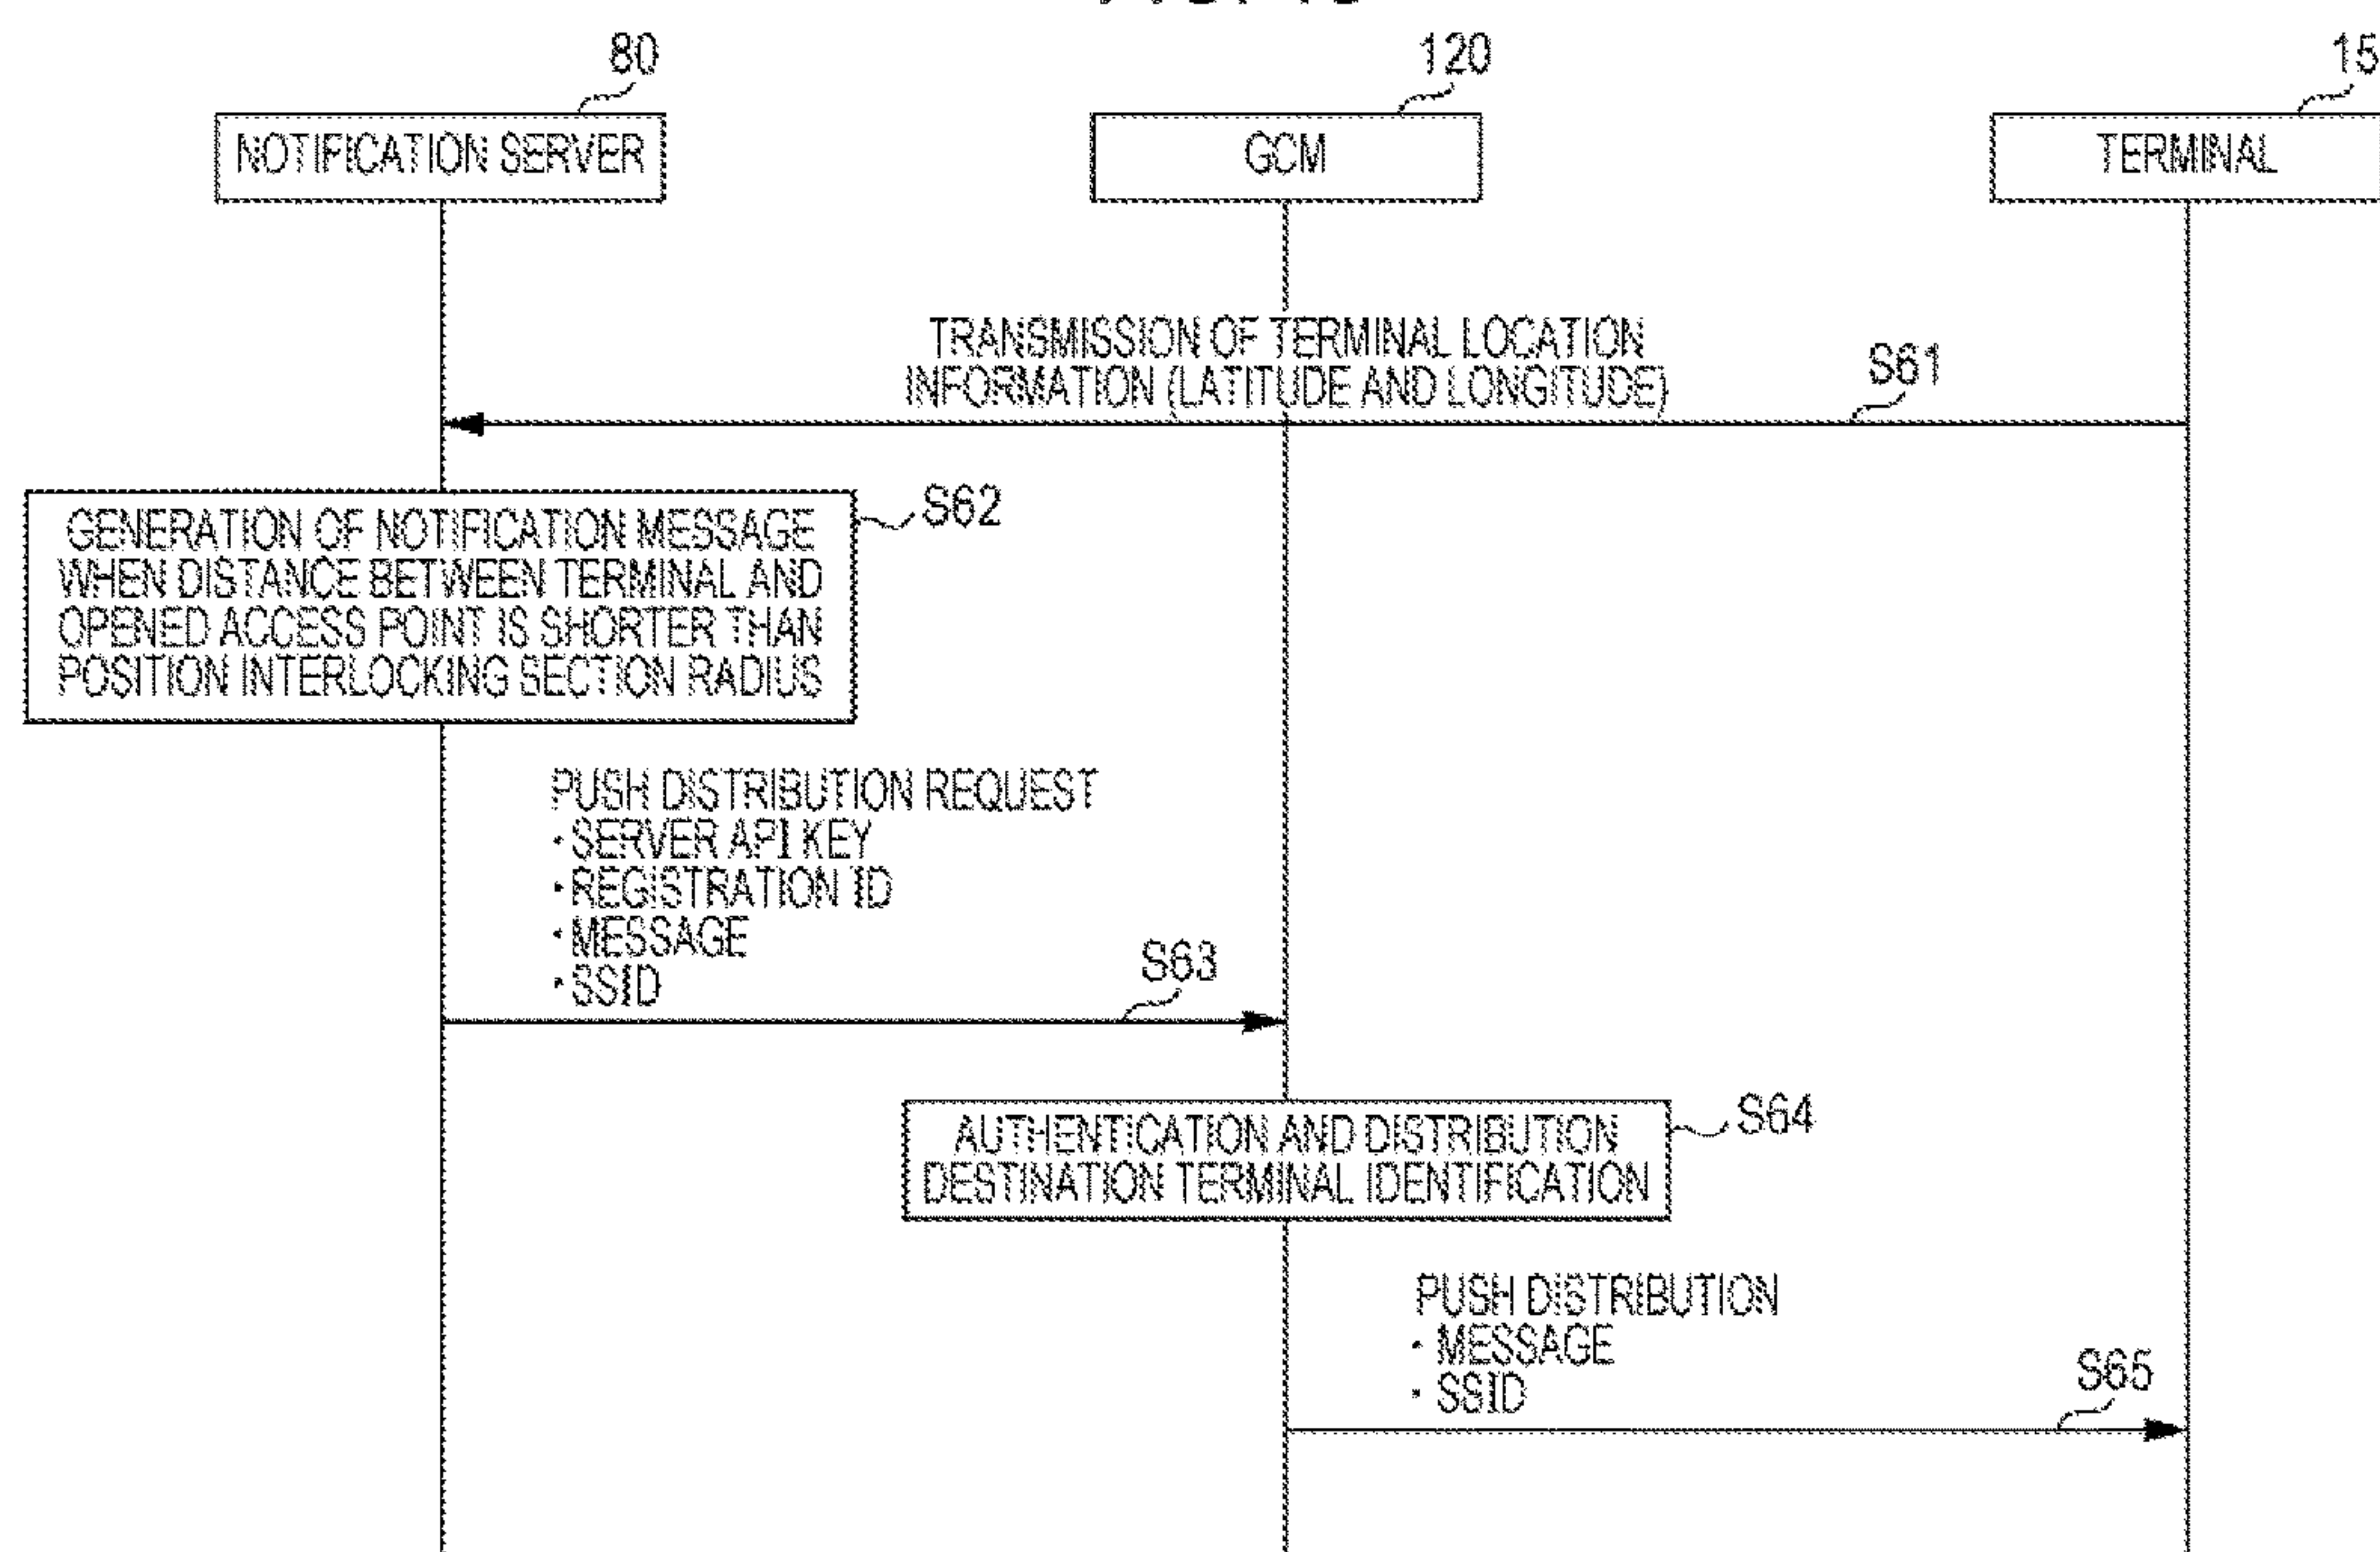 80
120
15
NOTIFICATION SERVER
GCM
TERMINAL
TRANSMISSION OF TERMINAL LOCATION
INFORMATION (LATITUDE AND LONGITUDE)
S61
GENERATION OF NOTIFICATION MESSAGE
WHEN DISTANCE BETWEEN TERMINAL AND
OPENED ACCESS POINT IS SHORTER THAN
POSITION INTERLOCKING SECTION RADIUS
S62
PUSH DISTRIBUTION REQUEST
・SERVER API KEY
・REGISTRATION ID
・MESSAGE
・SSID
S63
AUTHENTICATION AND DISTRIBUTION
DESTINATION TERMINAL IDENTIFICATION
S64
PUSH DISTRIBUTION
・MESSAGE
・SSID
S65